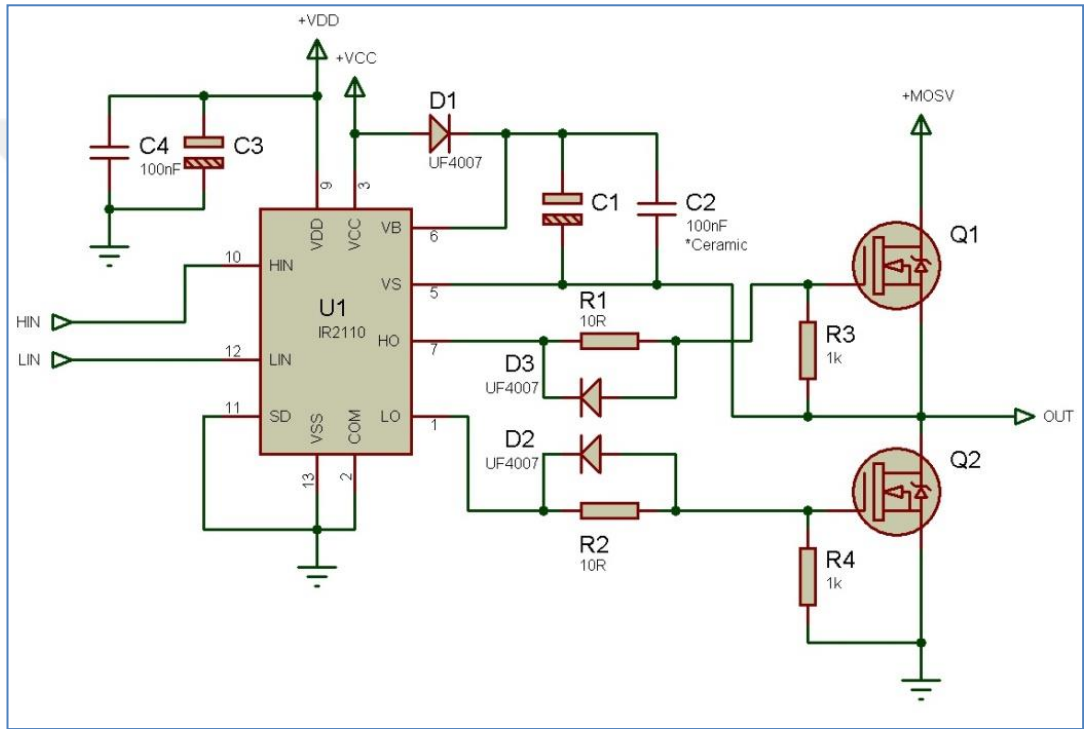 +VDD
+VCC
+MOSV
D1
UF4007
C4
100nF
C3
C1
C2
100nF
*Ceramic
9
3
VDD
VCC
VB
6
Q1
10
HIN
VS
5
HIN
U1
IR2110
R1
10R
HO
7
R3
1k
LIN
12
LIN
D3
UF4007
11
SD
VSS
COM
LO
1
D2
UF4007
OUT
Q2
13
2
R2
10R
R4
1k